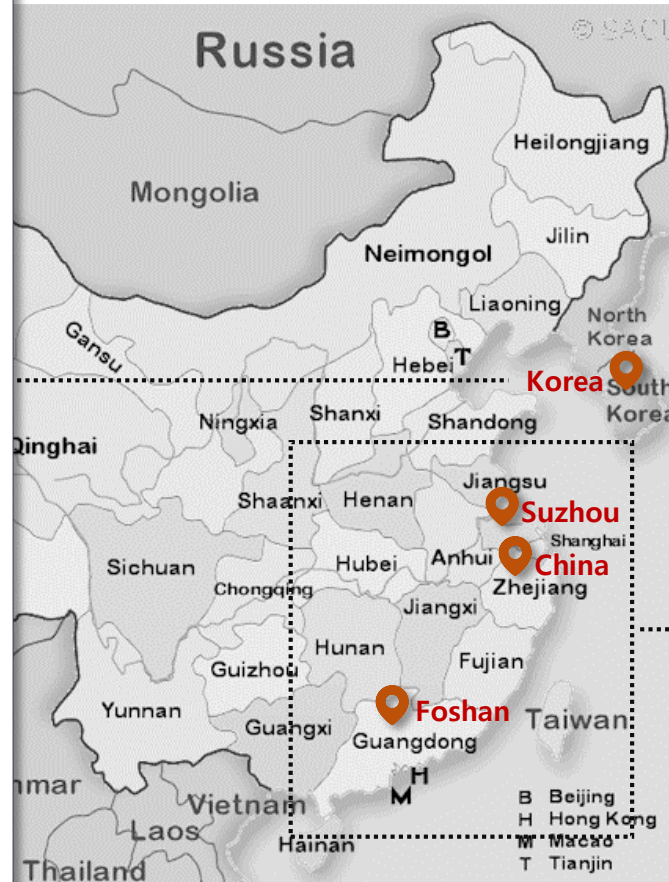 © SACU
Russia
Heilongjiang
Mongolia
Jilin
Neimongol
Liaoning
North
Korea
Gansu
B
T
Hebei
Korea
South
Korea
Shanxi
Ningxia
Shandong
Qinghai
Jiangsu
Shaanxi
Henan
Suzhou
Shanghai
Anhui
China
Hubei
Sichuan
Chongqing
Zhejiang
Jiangxi
Hunan
Fujian
Guizhou
Yunnan
Foshan
Taiwan
Guangxi
Guangdong
H
M
Vietnam
Laos
Hainan
Thailand
nmar
B Beijing
H Hong Kong
M Macao
T Tianjin